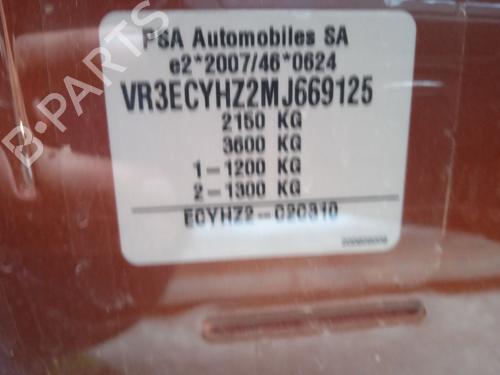 PSA Automobiles SA
e2*2007/46*0624
VR3ECYHZ2MJ669125
2150 KG
3600 KG
1-1200 KG
2-1300 KG
ECYHZ2-020310
B-PARTS